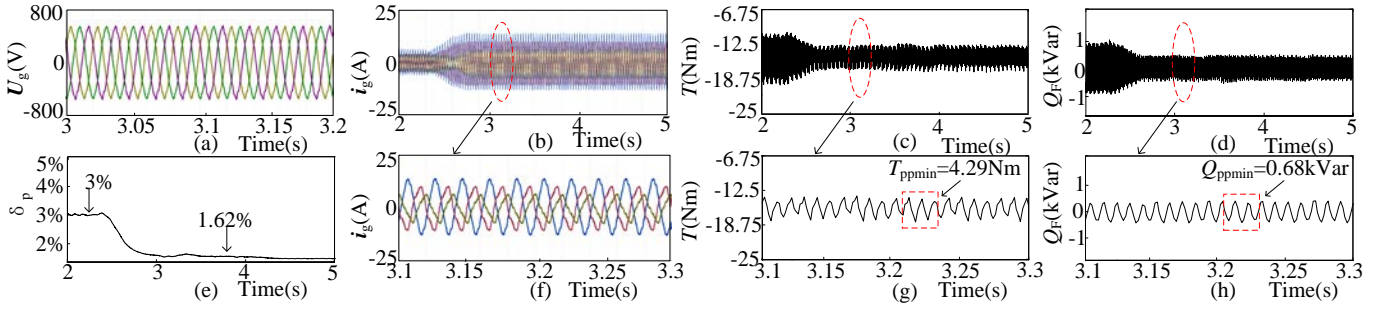 800
0
-800
U_g(V)
3 3.05 3.1 3.15 3.2
(a) Time(s)
25
0
-25
i_g(A)
2 3 4 5
(b) Time(s)
-6.75
-12.5
-18.75
-25
T(Nm)
2 3 4 5
(c) Time(s)
1
0
-1
Q_F(kVar)
2 3 4 5
(d) Time(s)
5%
4%
3%
2%
δ_p
3%
1.62%
2 3 4 5
(e) Time(s)
25
0
-25
i_g(A)
3.1 3.15 3.2 3.25 3.3
(f) Time(s)
-6.75
-12.5
-18.75
-25
T(Nm)
T_ppmin=4.29Nm
3.1 3.15 3.2 3.25 3.3
(g) Time(s)
1
0
-1
Q_F(kVar)
Q_ppmin=0.68kVar
3.1 3.15 3.2 3.25 3.3
(h) Time(s)